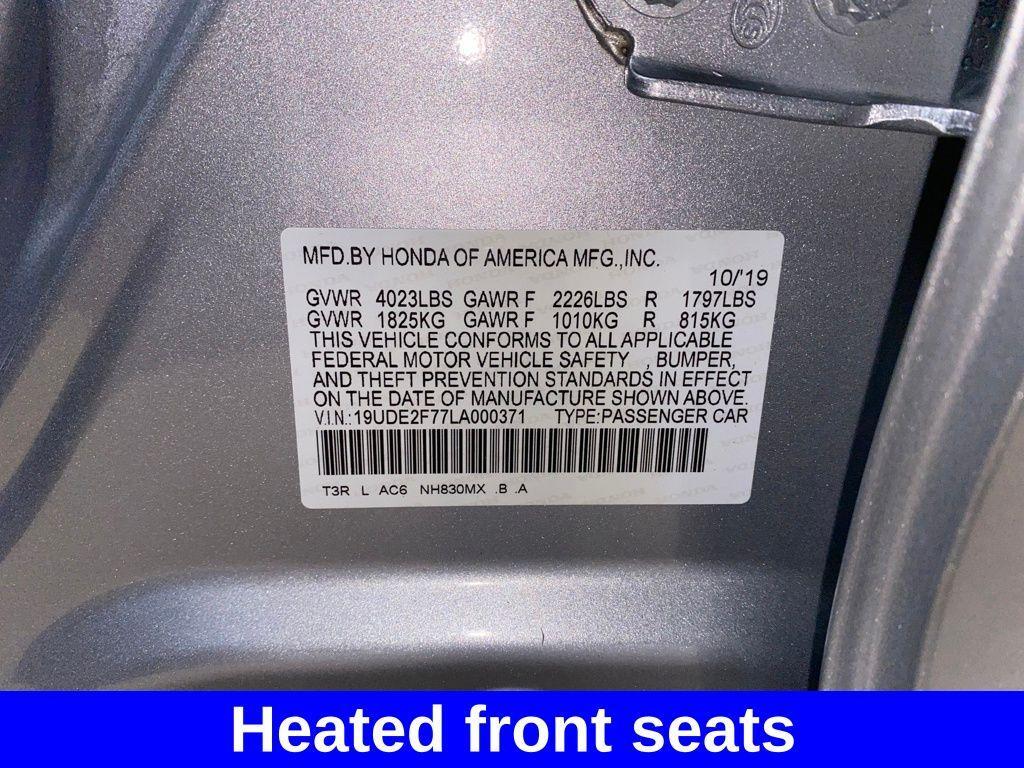 MFD.BY HONDA OF AMERICA MFG.,INC.
10/'19
GVWR 4023LBS GAWR F 2226LBS R 1797LBS
GVWR 1825KG GAWR F 1010KG R 815KG
THIS VEHICLE CONFORMS TO ALL APPLICABLE
FEDERAL MOTOR VEHICLE SAFETY , BUMPER,
AND THEFT PREVENTION STANDARDS IN EFFECT
ON THE DATE OF MANUFACTURE SHOWN ABOVE.
V.I.N.:19UDE2F77LA000371 TYPE:PASSENGER CAR
T3R L AC6 NH830MX .B .A
Heated front seats